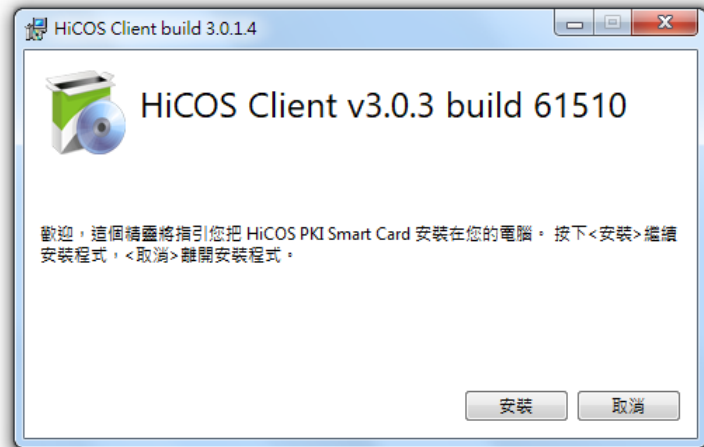 HiCOS Client build 3.0.1.4
HiCOS Client v3.0.3 build 61510
歡迎，這個精靈將指引您把 HiCOS PKI Smart Card 安裝在您的電腦。 按下<安裝>繼續
安裝程式，<取消>離開安裝程式。
安裝
取消